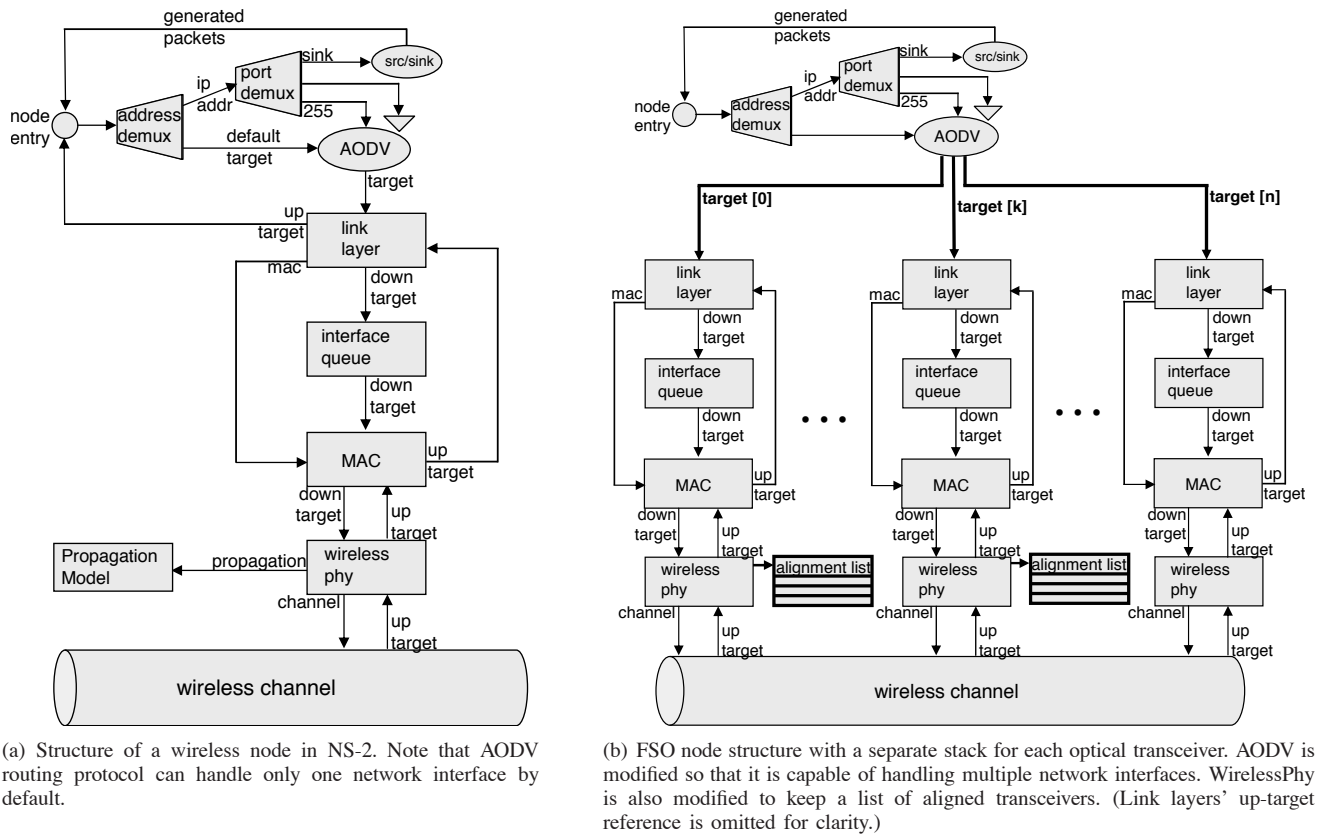 generated
packets
sink
src/sink
port
demux
ip
addr
255
node
entry
address
demux
default
target
AODV
target
up
target
link
layer
mac
down
target
interface
queue
down
target
MAC
up
target
down
target
up
target
Propagation
Model
propagation
wireless
phy
channel
up
target
wireless channel
(a) Structure of a wireless node in NS-2. Note that AODV
routing protocol can handle only one network interface by
default.
generated
packets
sink
src/sink
port
demux
ip
addr
255
node
entry
address
demux
AODV
target [0]
target [k]
target [n]
link
layer
mac
down
target
interface
queue
down
target
MAC
up
target
down
target
up
target
wireless
phy
alignment list
channel
up
target
link
layer
mac
down
target
interface
queue
down
target
MAC
up
target
down
target
up
target
wireless
phy
alignment list
channel
up
target
link
layer
mac
down
target
interface
queue
down
target
MAC
up
target
down
target
up
target
wireless
phy
channel
up
target
wireless channel
(b) FSO node structure with a separate stack for each optical transceiver. AODV is
modified so that it is capable of handling multiple network interfaces. WirelessPhy
is also modified to keep a list of aligned transceivers. (Link layers' up-target
reference is omitted for clarity.)